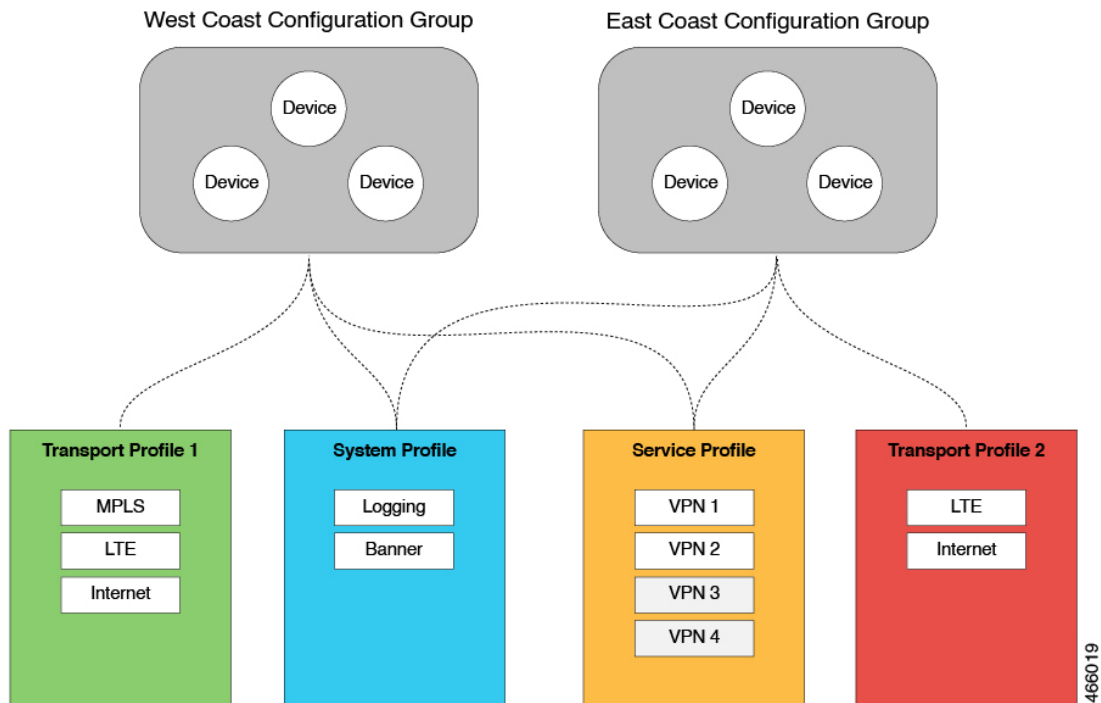 West Coast Configuration Group
East Coast Configuration Group
Device
Device
Device
Device
Device
Device
Transport Profile 1
MPLS
LTE
Internet
System Profile
Logging
Banner
Service Profile
VPN 1
VPN 2
VPN 3
VPN 4
Transport Profile 2
LTE
Internet
466019